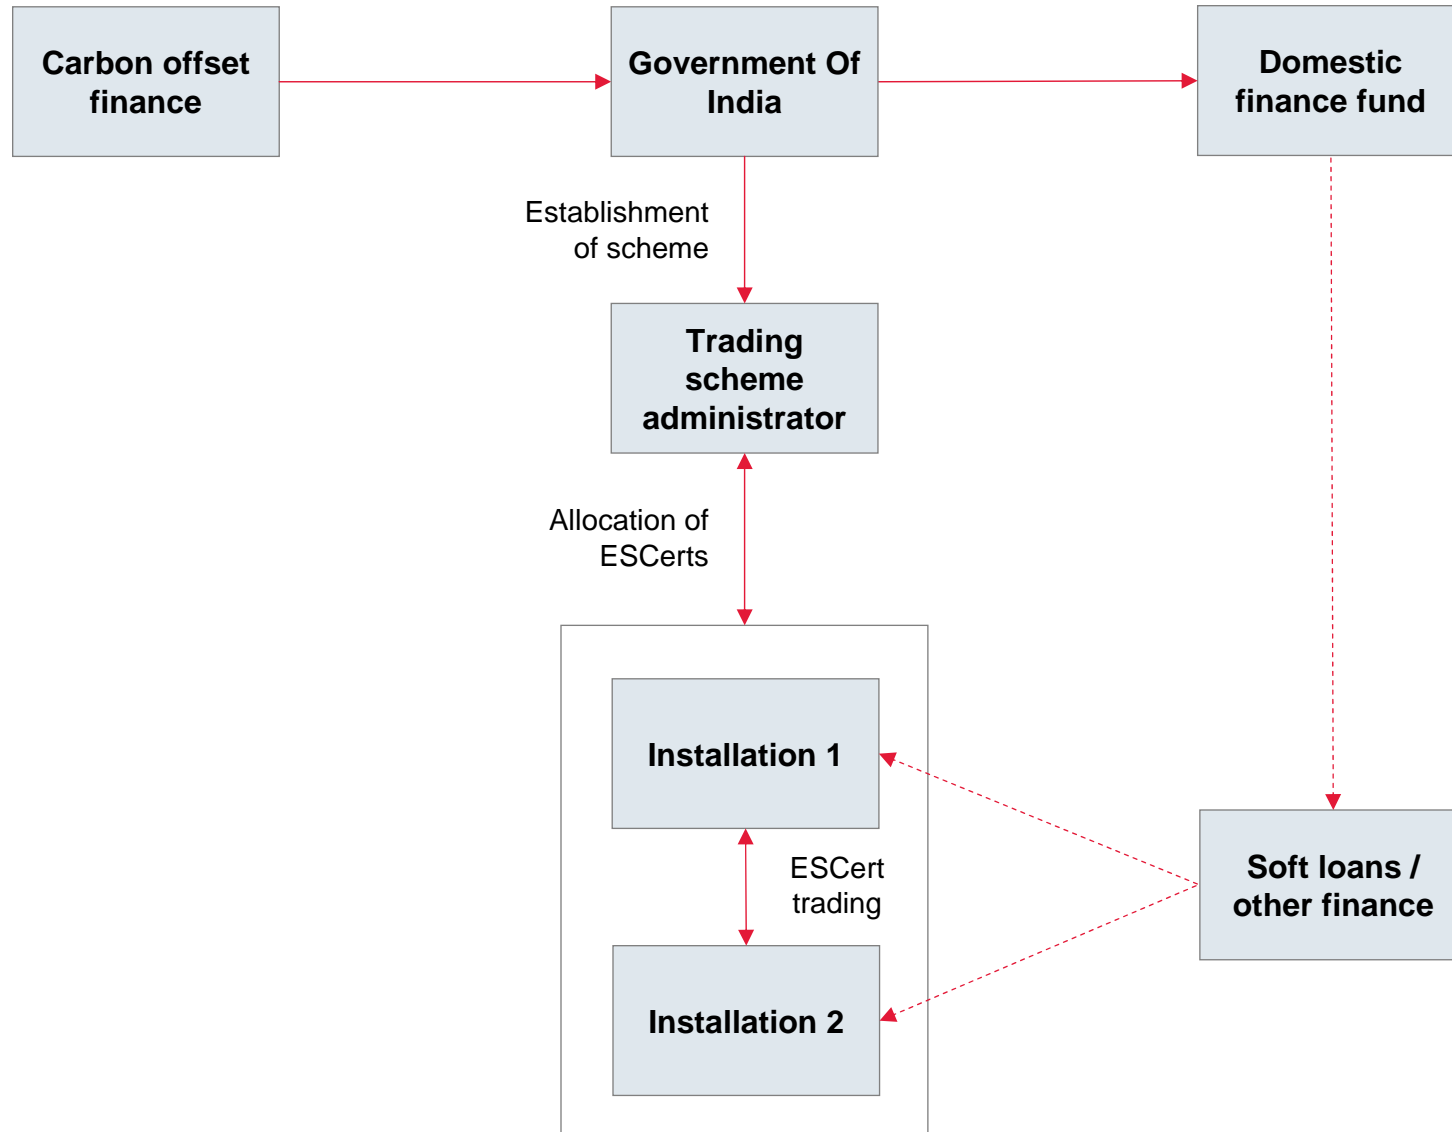 Carbon offset
finance
Government Of
India
Domestic
finance fund
Establishment
of scheme
Trading
scheme
administrator
Allocation of
ESCerts
Installation 1
ESCert
trading
Soft loans /
other finance
Installation 2